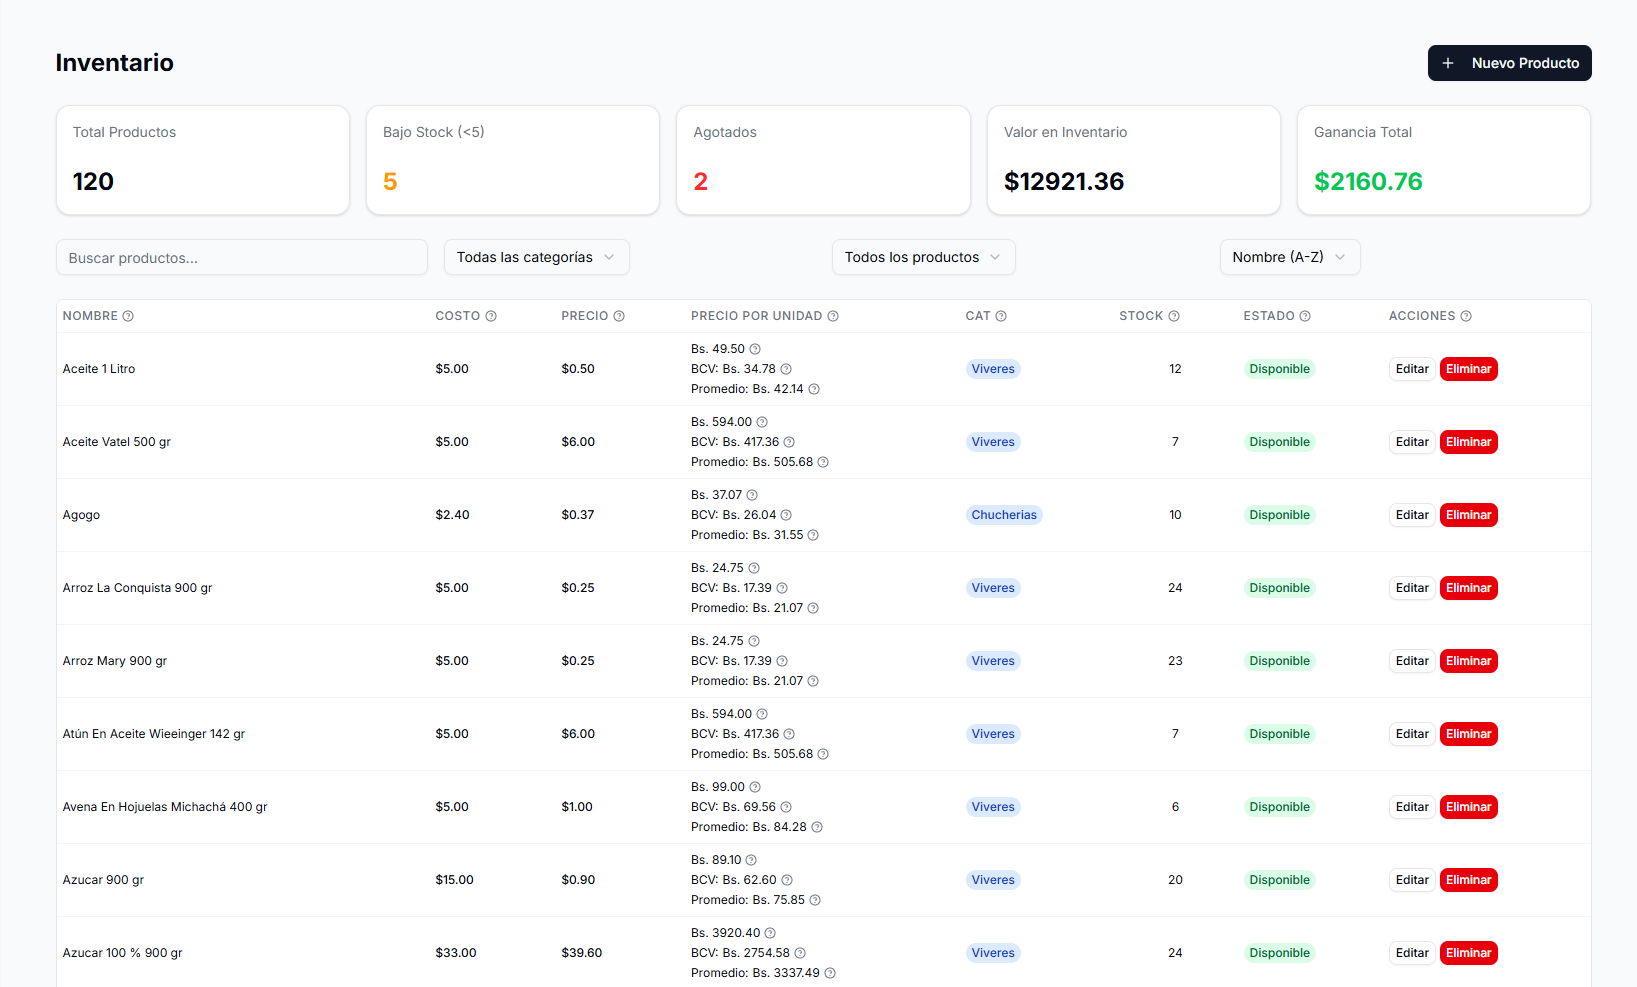 Inventario
Nuevo Producto
Total Productos
120
Bajo Stock (<5)
5
Agotados
2
Valor en Inventario
$12921.36
Ganancia Total
$2160.76
Buscar productos...
Todas las categorías
Todos los productos
Nombre (A-Z)
NOMBRE COSTO PRECIO PRECIO POR UNIDAD CAT STOCK ESTADO ACCIONES
Bs. 49.50
Aceite 1 Litro $5.00 $0.50 BCV: Bs. 34.78 Viveres 12 Disponible Editar Eliminar
Promedio: Bs. 42.14
Bs. 594.00
Aceite Vatel 500 gr $5.00 $6.00 BCV: Bs. 417.36 Viveres 7 Disponible Editar Eliminar
Promedio: Bs. 505.68
Bs. 37.07
Agogo $2.40 $0.37 BCV: Bs. 26.04 Chucherias 10 Disponible Editar Eliminar
Promedio: Bs. 31.55
Bs. 24.75
Arroz La Conquista 900 gr $5.00 $0.25 BCV: Bs. 17.39 Viveres 24 Disponible Editar Eliminar
Promedio: Bs. 21.07
Bs. 24.75
Arroz Mary 900 gr $5.00 $0.25 BCV: Bs. 17.39 Viveres 23 Disponible Editar Eliminar
Promedio: Bs. 21.07
Bs. 594.00
Atún En Aceite Wieeinger 142 gr $5.00 $6.00 BCV: Bs. 417.36 Viveres 7 Disponible Editar Eliminar
Promedio: Bs. 505.68
Bs. 99.00
Avena En Hojuelas Michachá 400 gr $5.00 $1.00 BCV: Bs. 69.56 Viveres 6 Disponible Editar Eliminar
Promedio: Bs. 84.28
Bs. 89.10
Azucar 900 gr $15.00 $0.90 BCV: Bs. 62.60 Viveres 20 Disponible Editar Eliminar
Promedio: Bs. 75.85
Bs. 3920.40
Azucar 100 % 900 gr $33.00 $39.60 BCV: Bs. 2754.58 Viveres 24 Disponible Editar Eliminar
Promedio: Bs. 3337.49